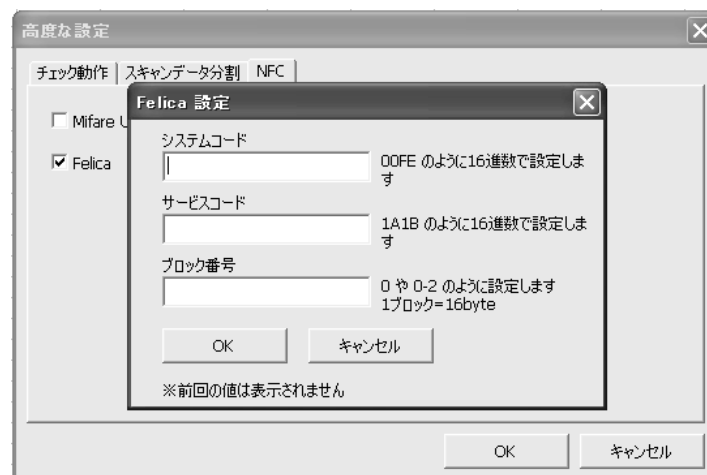 高度な設定
チェック動作
スキャンデータ分割
NFC
Mifare
Felica
Felica 設定
システムコード
00FE のように16進数で設定しま
す
サービスコード
1A1B のように16進数で設定しま
す
ブロック番号
0 や 0-2 のように設定します
1ブロック=16byte
OK
キャンセル
※前回の値は表示されません
OK
キャンセル